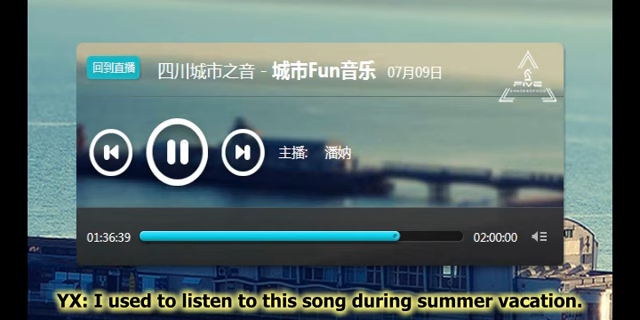 回到直播
四川城市之音 - 城市Fun音乐 07月09日
FIVE
主播: 潘妠
01:36:39
02:00:00
YX: I used to listen to this song during summer vacation.